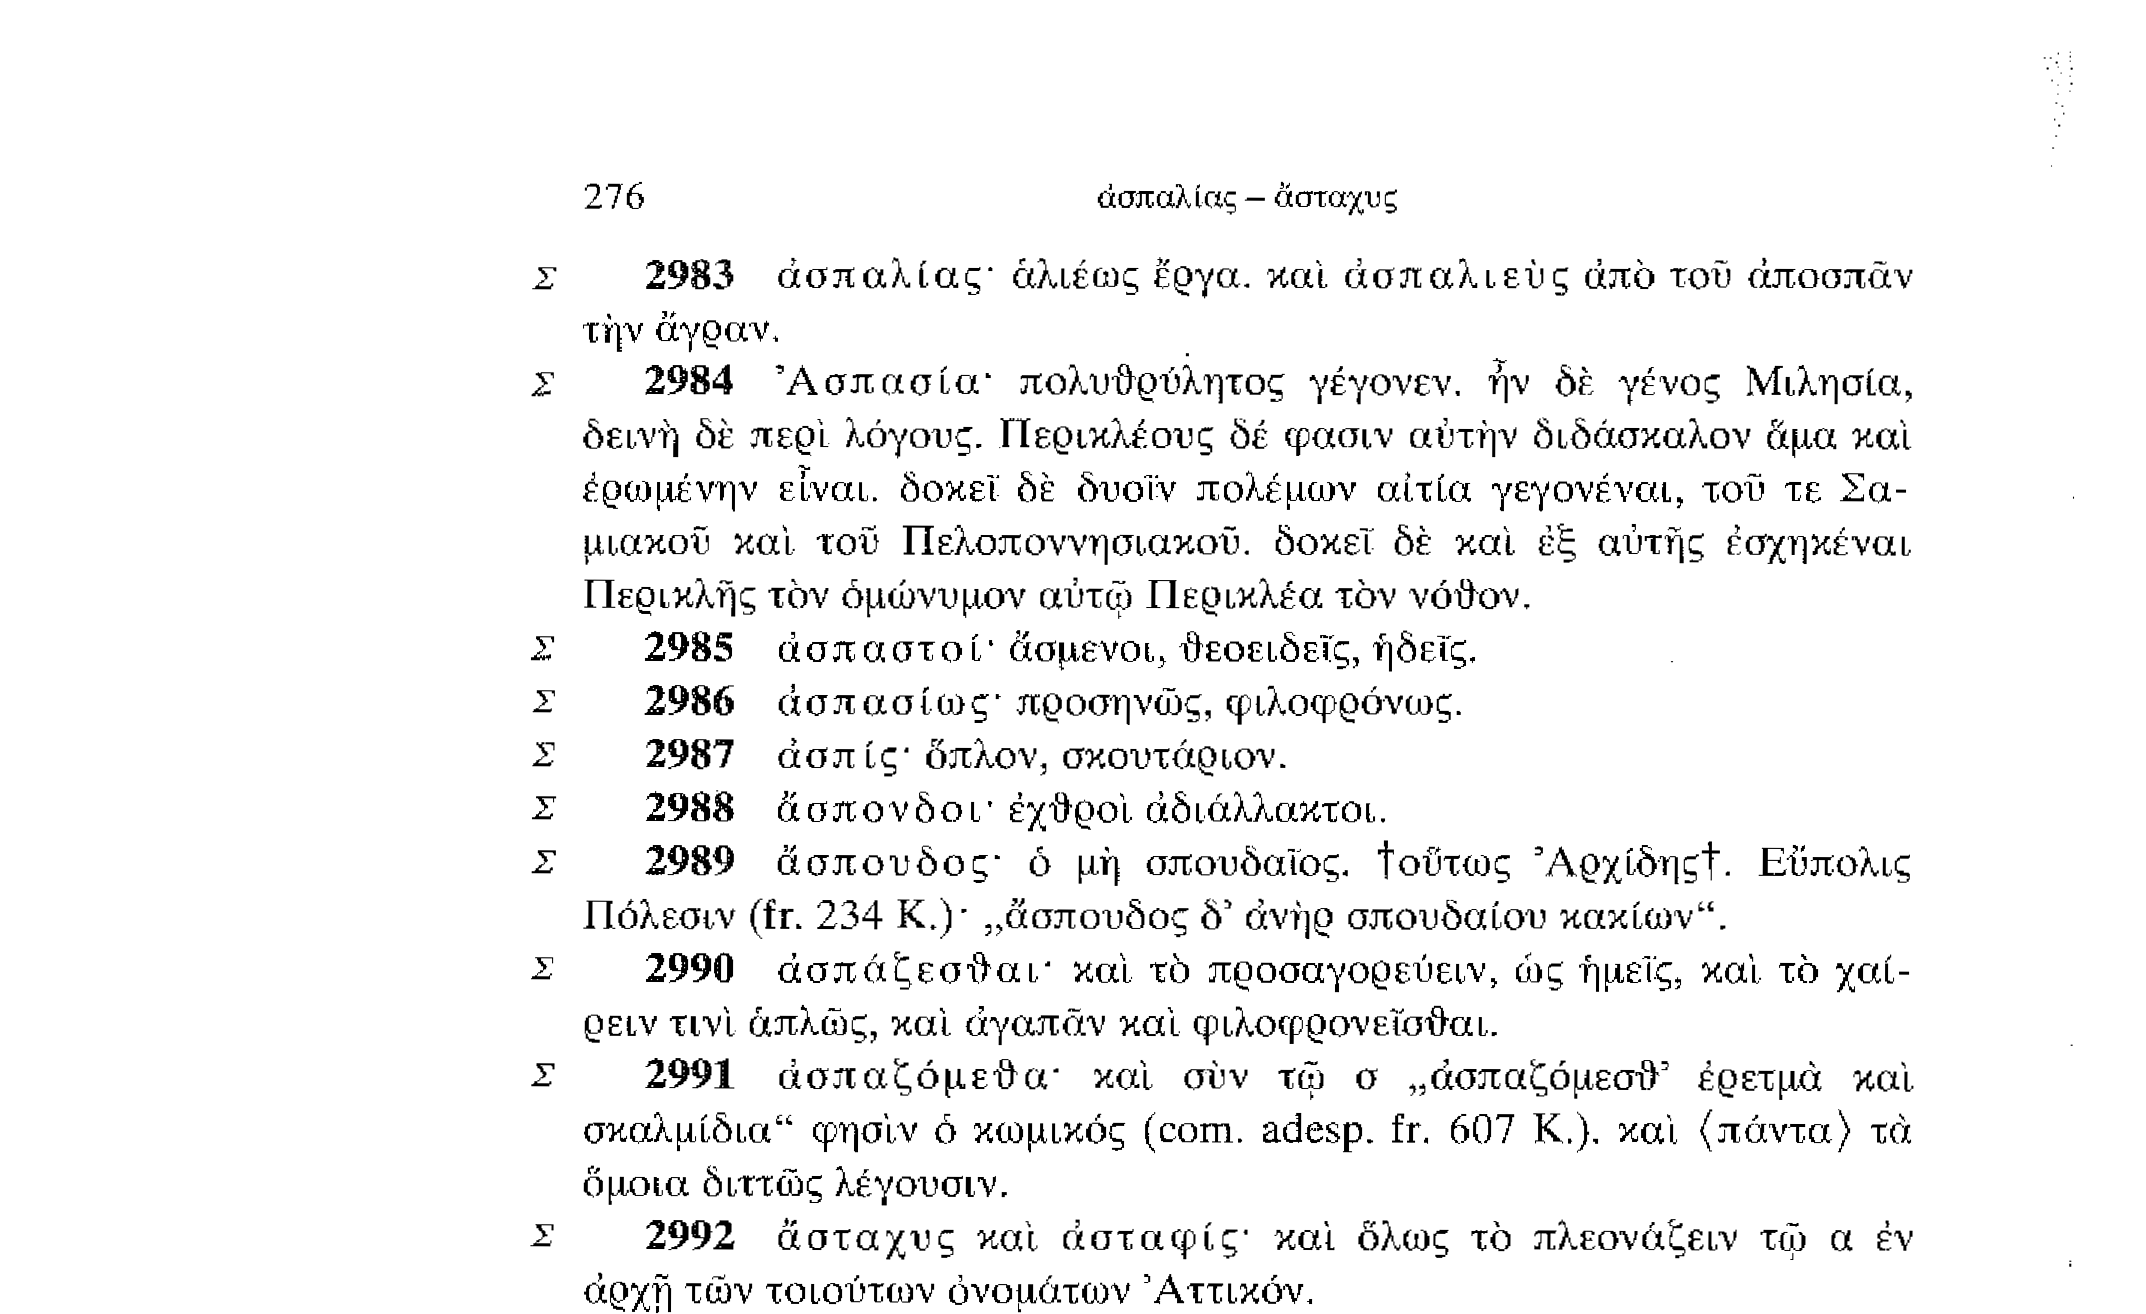 276 ἀσπαλίας – ἄσταχυς
Σ 2983 ἀσπαλίας· ἁλιέως ἔργα. καὶ ἀσπαλιεὺς ἀπὸ τοῦ ἀποσπᾶν
τὴν ἄγραν.
Σ 2984 Ἀσπασία· πολυθρύλητος γέγονεν. ἦν δὲ γένος Μιλησία,
δεινὴ δὲ περὶ λόγους. Περικλέους δέ φασιν αὐτὴν διδάσκαλον ἅμα καὶ
ἐρωμένην εἶναι. δοκεῖ δὲ δυοῖν πολέμων αἰτία γεγονέναι, τοῦ τε Σα-
μιακοῦ καὶ τοῦ Πελοποννησιακοῦ. δοκεῖ δὲ καὶ ἐξ αὐτῆς ἐσχηκέναι
Περικλῆς τὸν ὁμώνυμον αὐτῷ Περικλέα τὸν νόθον.
Σ 2985 ἀσπαστοί· ἄσμενοι, θεοειδεῖς, ἡδεῖς.
Σ 2986 ἀσπασίως· προσηνῶς, φιλοφρόνως.
Σ 2987 ἀσπίς· ὅπλον, σκουτάριον.
Σ 2988 ἄσπονδοι· ἐχθροὶ ἀδιάλλακτοι.
Σ 2989 ἄσπουδος· ὁ μὴ σπουδαῖος. †οὕτως Ἀρχίδης†. Εὔπολις
Πόλεσιν (fr. 234 K.)· „ἄσπουδος δ’ ἀνὴρ σπουδαίου κακίων“.
Σ 2990 ἀσπάζεσθαι· καὶ τὸ προσαγορεύειν, ὡς ἡμεῖς, καὶ τὸ χαί-
ρειν τινὶ ἁπλῶς, καὶ ἀγαπᾶν καὶ φιλοφρονεῖσθαι.
Σ 2991 ἀσπαζόμεθα· καὶ σὺν τῷ σ „ἀσπαζόμεσθ’ ἐρετμὰ καὶ
σκαλμίδια“ φησὶν ὁ κωμικός (com. adesp. fr. 607 K.). καὶ ⟨πάντα⟩ τὰ
ὅμοια διττῶς λέγουσιν.
Σ 2992 ἄσταχυς καὶ ἀσταφίς· καὶ ὅλως τὸ πλεονάζειν τῷ α ἐν
ἀρχῇ τῶν τοιούτων ὀνομάτων Ἀττικόν.